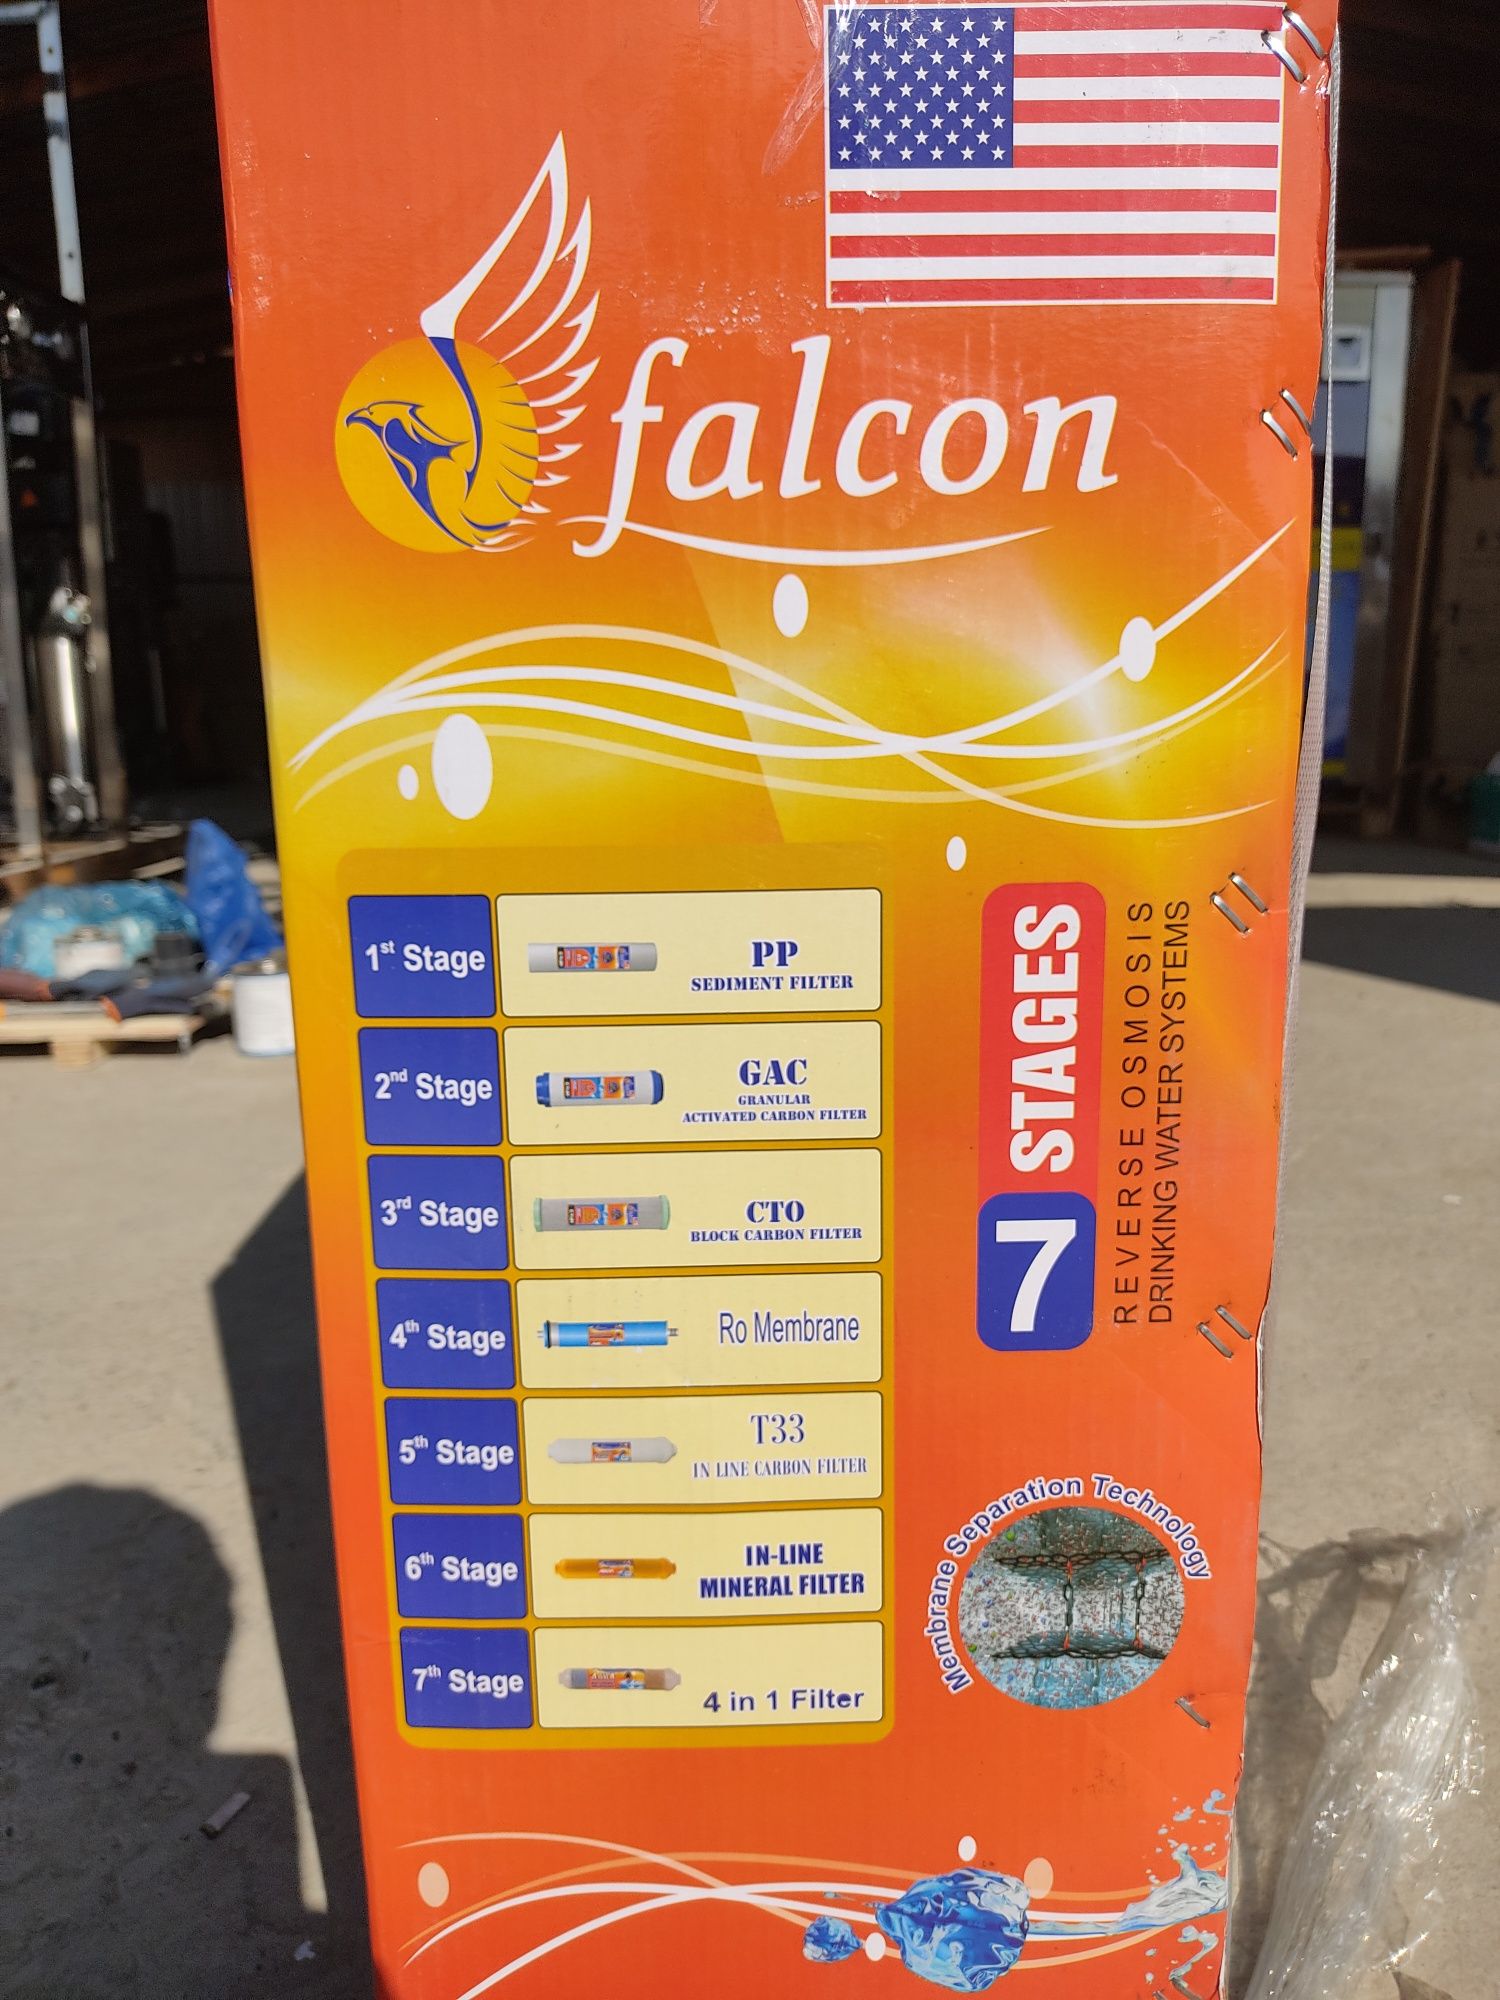 falcon
1st Stage
PP
SEDIMENT FILTER
2nd Stage
GAC
GRANULAR
ACTIVATED CARBON FILTER
3rd Stage
CTO
BLOCK CARBON FILTER
4th Stage
Ro Membrane
5th Stage
T33
IN LINE CARBON FILTER
6th Stage
IN-LINE
MINERAL FILTER
7th Stage
4 in 1 Filter
7 STAGES
REVERSE OSMOSIS
DRINKING WATER SYSTEMS
Membrane Separation Technology